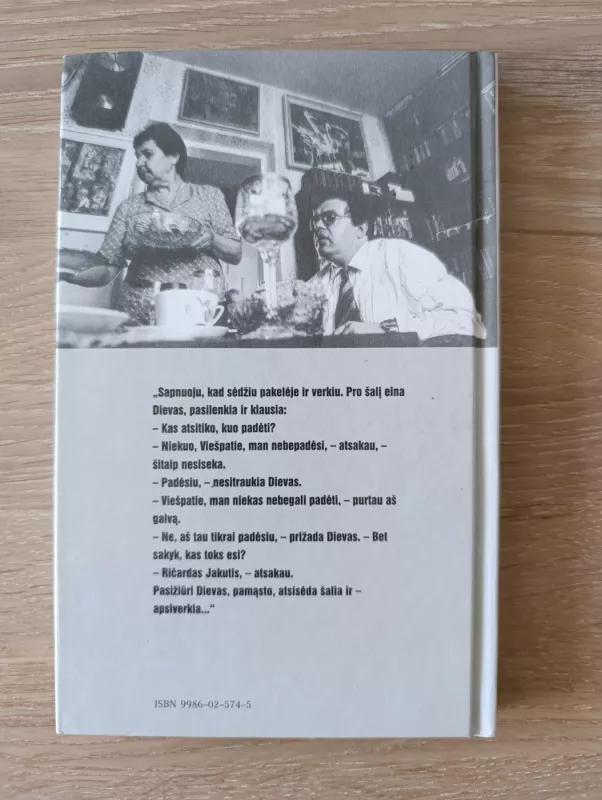 „Sapnuoju, kad sėdžiu pakelėje ir verkiu. Pro šalį eina
Dievas, pasilenkia ir klausia:
– Kas atsitiko, kuo padėti?
– Niekuo, Viešpatie, man nebepadėsi, – atsakau, –
šitaip nesiseka.
– Padėsiu, – nesitraukia Dievas.
– Viešpatie, man niekas nebegali padėti, – purtau aš
galvą.
– Ne, aš tau tikrai padėsiu, – prižada Dievas. – Bet
sakyk, kas toks esi?
– Ričardas Jakutis, – atsakau.
Pasižiūri Dievas, pamąsto, atsisėda šalia ir –
apsiverkia...“
ISBN 9986–02–574–5